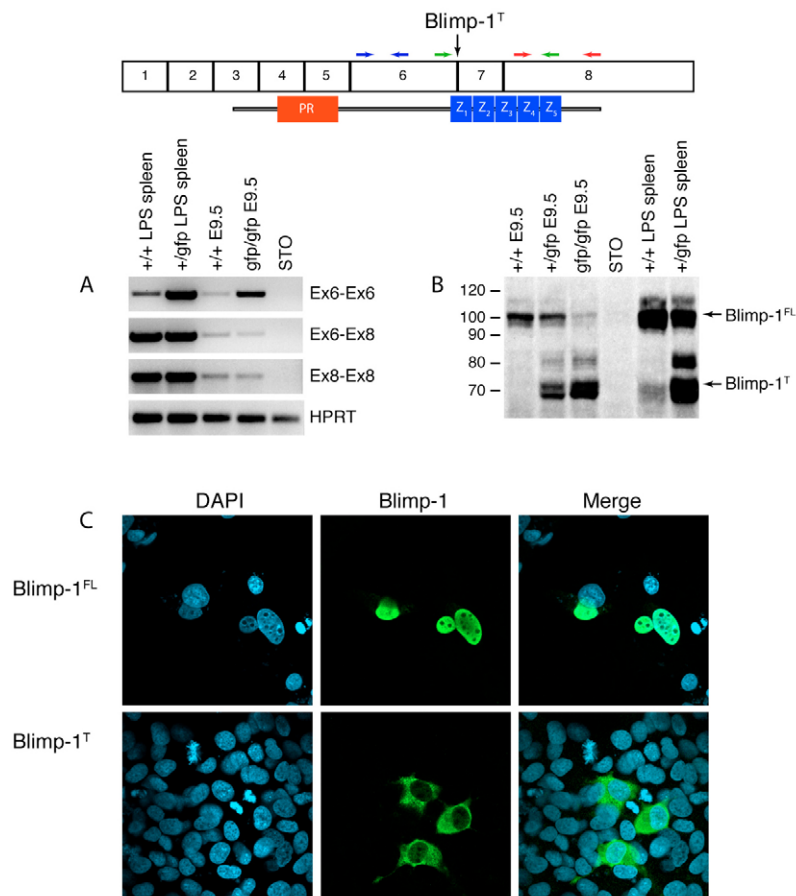 Blimp-1ᵀ
1 2 3 4 5 6 7 8
PR Z₁ Z₂ Z₃ Z₄ Z₅
A
+/+ LPS spleen
+/gfp LPS spleen
+/+ E9.5
gfp/gfp E9.5
STO
Ex6-Ex6
Ex6-Ex8
Ex8-Ex8
HPRT
B
+/+ E9.5
+/gfp E9.5
gfp/gfp E9.5
STO
+/+ LPS spleen
+/gfp LPS spleen
120
100
90
80
70
Blimp-1ᶠᴸ
Blimp-1ᵀ
C
DAPI Blimp-1 Merge
Blimp-1ᶠᴸ
Blimp-1ᵀ